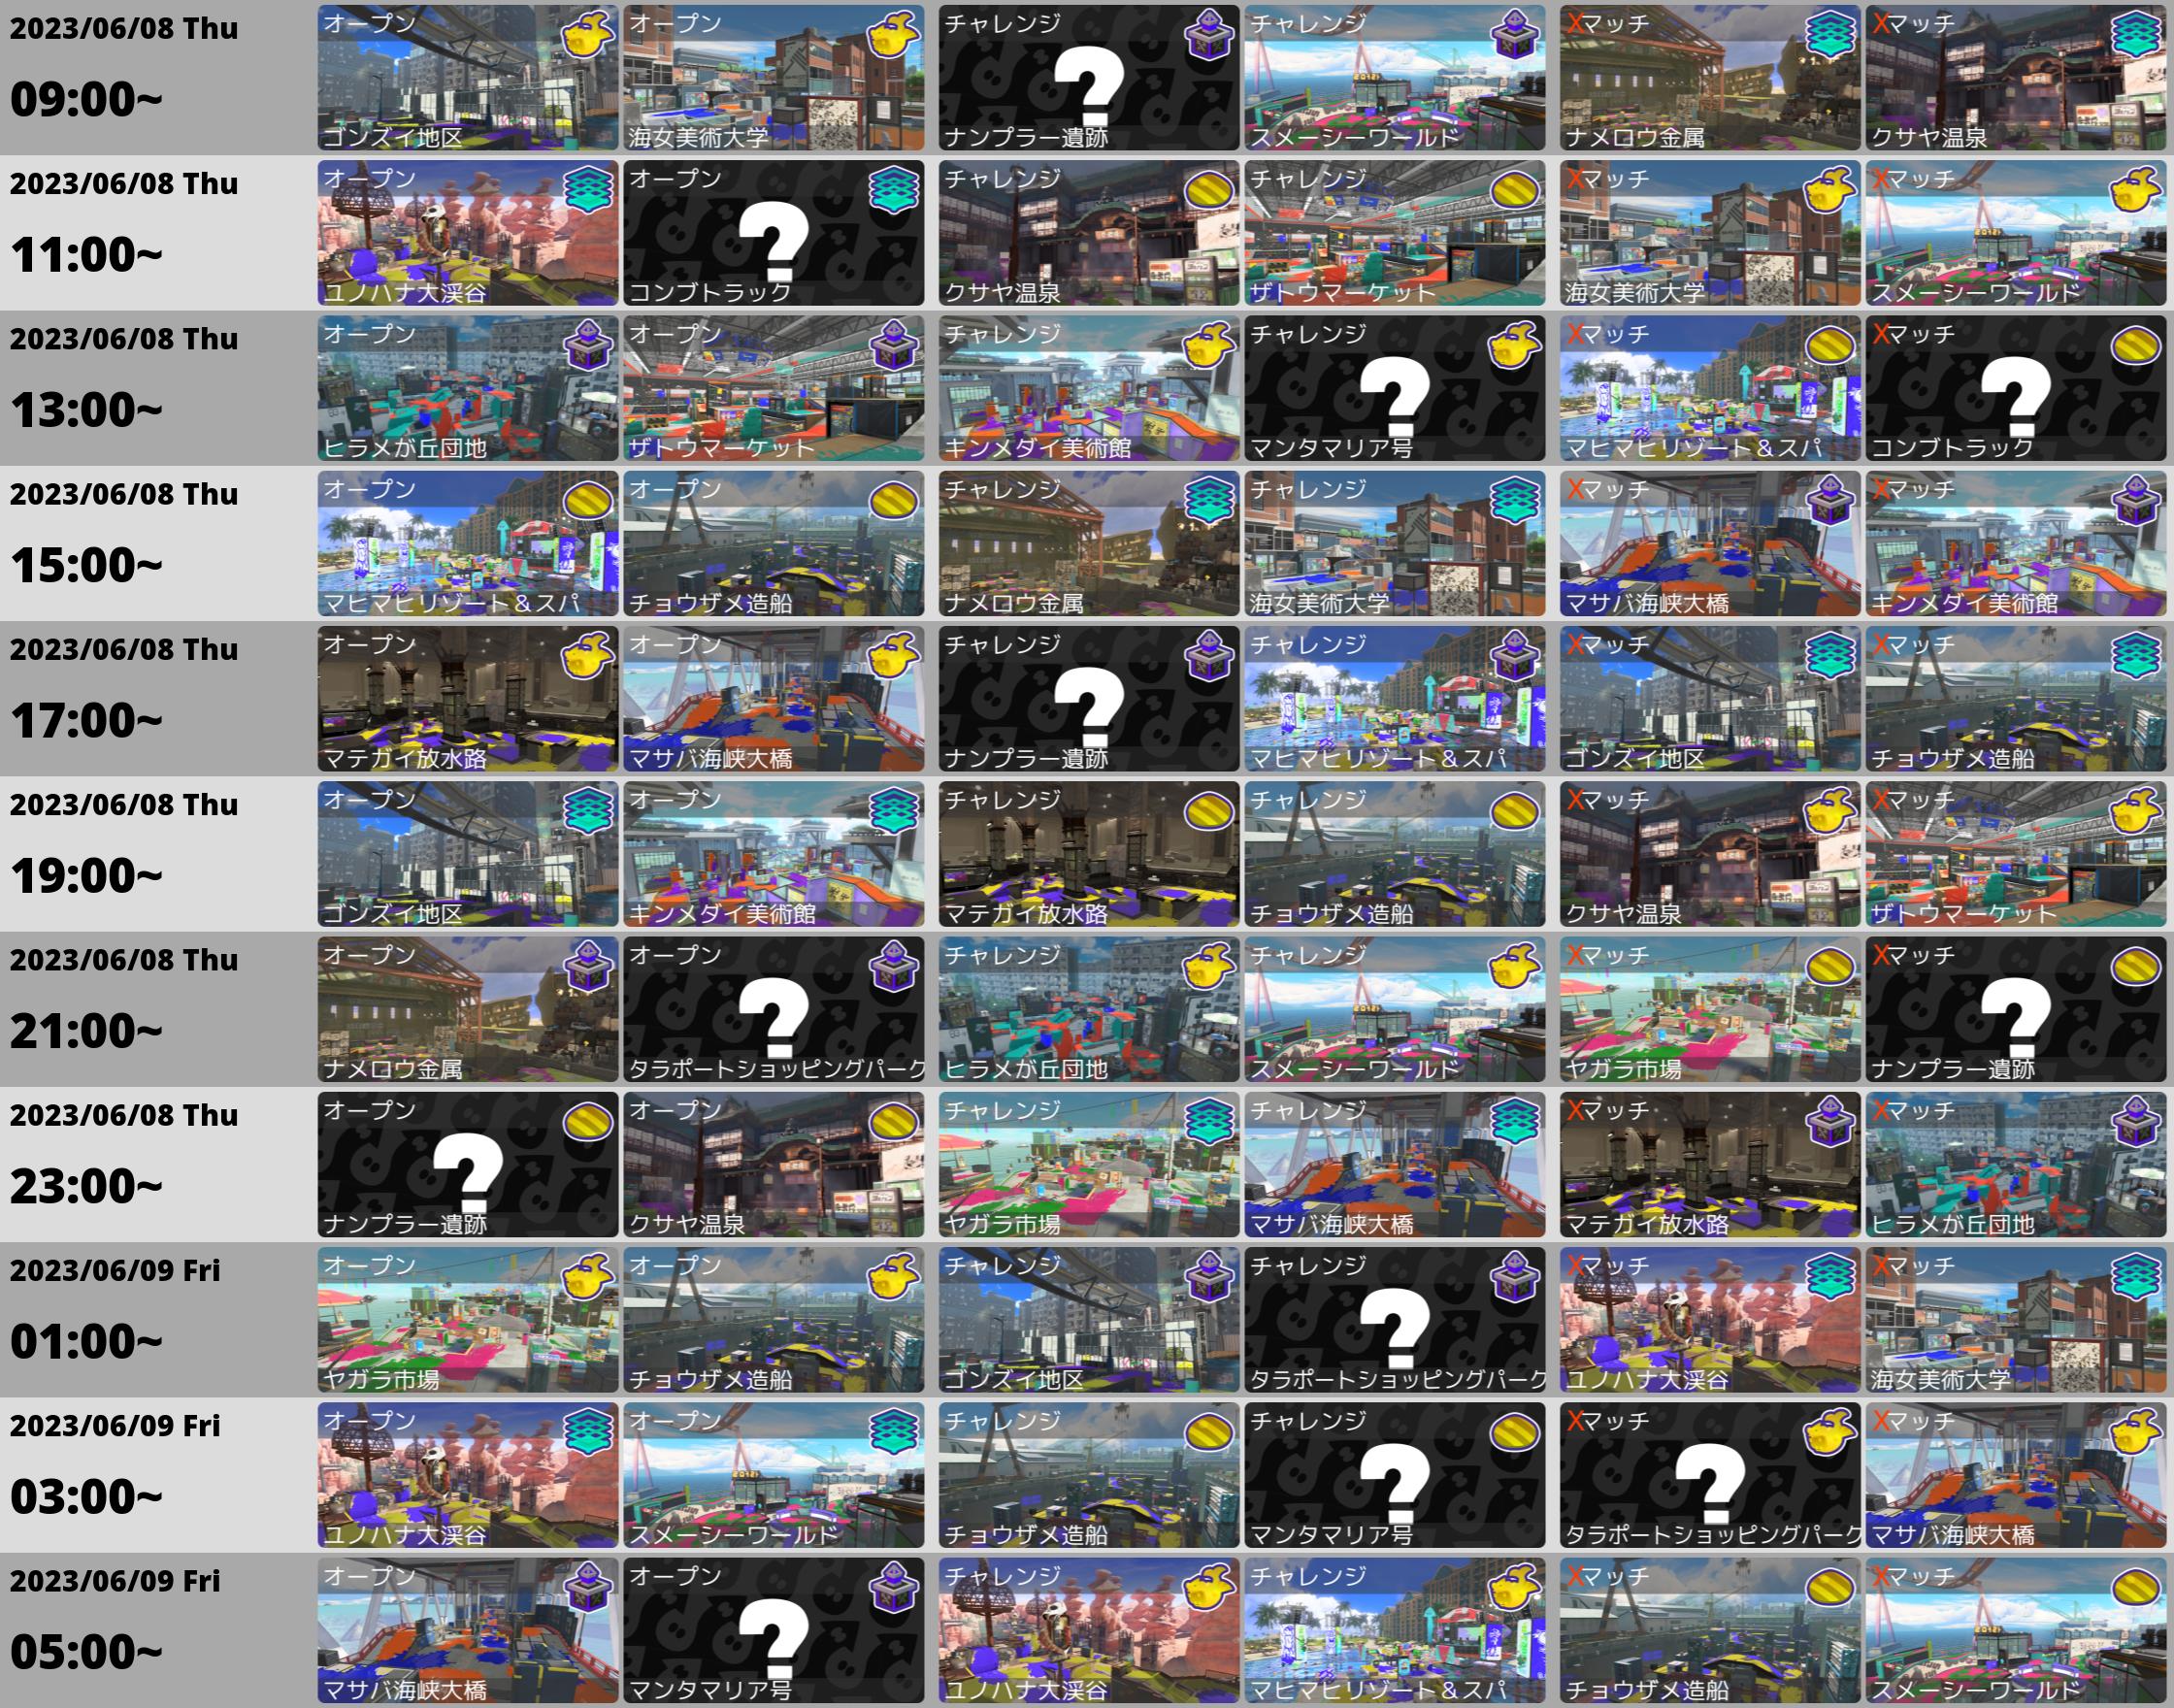 2023/06/08 Thu
09:00~
オープン
ゴンズイ地区
オープン
海女美術大学
チャレンジ
ナンプラー遺跡
チャレンジ
スメーシーワールド
Xマッチ
ナメロウ金属
Xマッチ
クサヤ温泉
2023/06/08 Thu
11:00~
オープン
ユノハナ大渓谷
オープン
コンブトラック
チャレンジ
クサヤ温泉
チャレンジ
ザトウマーケット
Xマッチ
海女美術大学
Xマッチ
スメーシーワールド
2023/06/08 Thu
13:00~
オープン
ヒラメが丘団地
オープン
ザトウマーケット
チャレンジ
キンメダイ美術館
チャレンジ
マンタマリア号
Xマッチ
マヒマヒリゾート＆スパ
Xマッチ
コンブトラック
2023/06/08 Thu
15:00~
オープン
マヒマヒリゾート＆スパ
オープン
チョウザメ造船
チャレンジ
ナメロウ金属
チャレンジ
海女美術大学
Xマッチ
マサバ海峡大橋
Xマッチ
キンメダイ美術館
2023/06/08 Thu
17:00~
オープン
マテガイ放水路
オープン
マサバ海峡大橋
チャレンジ
ナンプラー遺跡
チャレンジ
マヒマヒリゾート＆スパ
Xマッチ
ゴンズイ地区
Xマッチ
チョウザメ造船
2023/06/08 Thu
19:00~
オープン
ゴンズイ地区
オープン
キンメダイ美術館
チャレンジ
マテガイ放水路
チャレンジ
チョウザメ造船
Xマッチ
クサヤ温泉
Xマッチ
ザトウマーケット
2023/06/08 Thu
21:00~
オープン
ナメロウ金属
オープン
タラポートショッピングパーク
チャレンジ
ヒラメが丘団地
チャレンジ
スメーシーワールド
Xマッチ
ヤガラ市場
Xマッチ
ナンプラー遺跡
2023/06/08 Thu
23:00~
オープン
ナンプラー遺跡
オープン
クサヤ温泉
チャレンジ
ヤガラ市場
チャレンジ
マサバ海峡大橋
Xマッチ
マテガイ放水路
Xマッチ
ヒラメが丘団地
2023/06/09 Fri
01:00~
オープン
ヤガラ市場
オープン
チョウザメ造船
チャレンジ
ゴンズイ地区
チャレンジ
タラポートショッピングパーク
Xマッチ
ユノハナ大渓谷
Xマッチ
海女美術大学
2023/06/09 Fri
03:00~
オープン
ユノハナ大渓谷
オープン
スメーシーワールド
チャレンジ
チョウザメ造船
チャレンジ
マンタマリア号
Xマッチ
タラポートショッピングパーク
Xマッチ
マサバ海峡大橋
2023/06/09 Fri
05:00~
オープン
マサバ海峡大橋
オープン
マンタマリア号
チャレンジ
ユノハナ大渓谷
チャレンジ
マヒマヒリゾート＆スパ
Xマッチ
チョウザメ造船
Xマッチ
スメーシーワールド